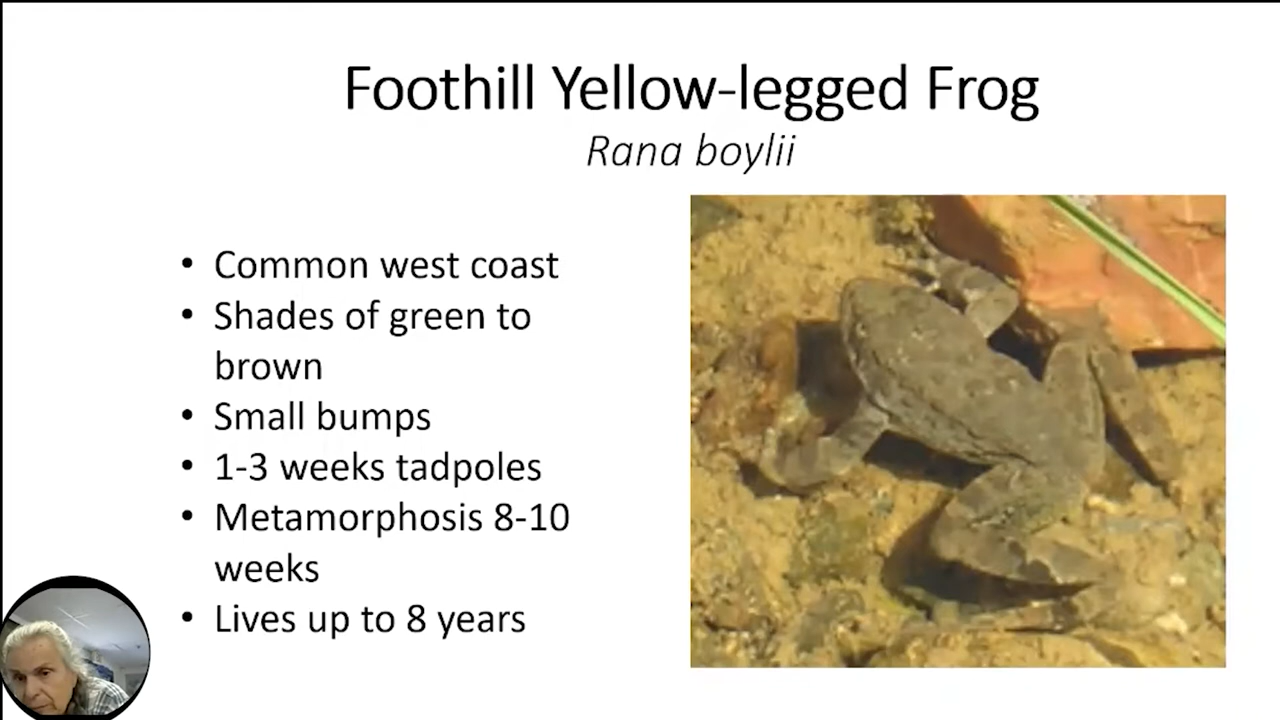 Foothill Yellow-legged Frog
Rana boylii
• Common west coast
• Shades of green to
brown
• Small bumps
• 1-3 weeks tadpoles
• Metamorphosis 8-10
weeks
• Lives up to 8 years